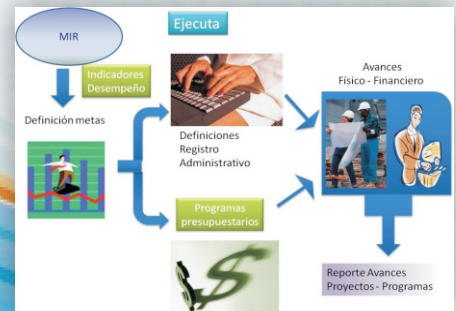 MIR
Ejecuta
Indicadores
Desempeño
Definición metas
Definiciones
Registro
Administrativo
Programas
presupuestarios
Avances
Físico - Financiero
Reporte Avances
Proyectos - Programas